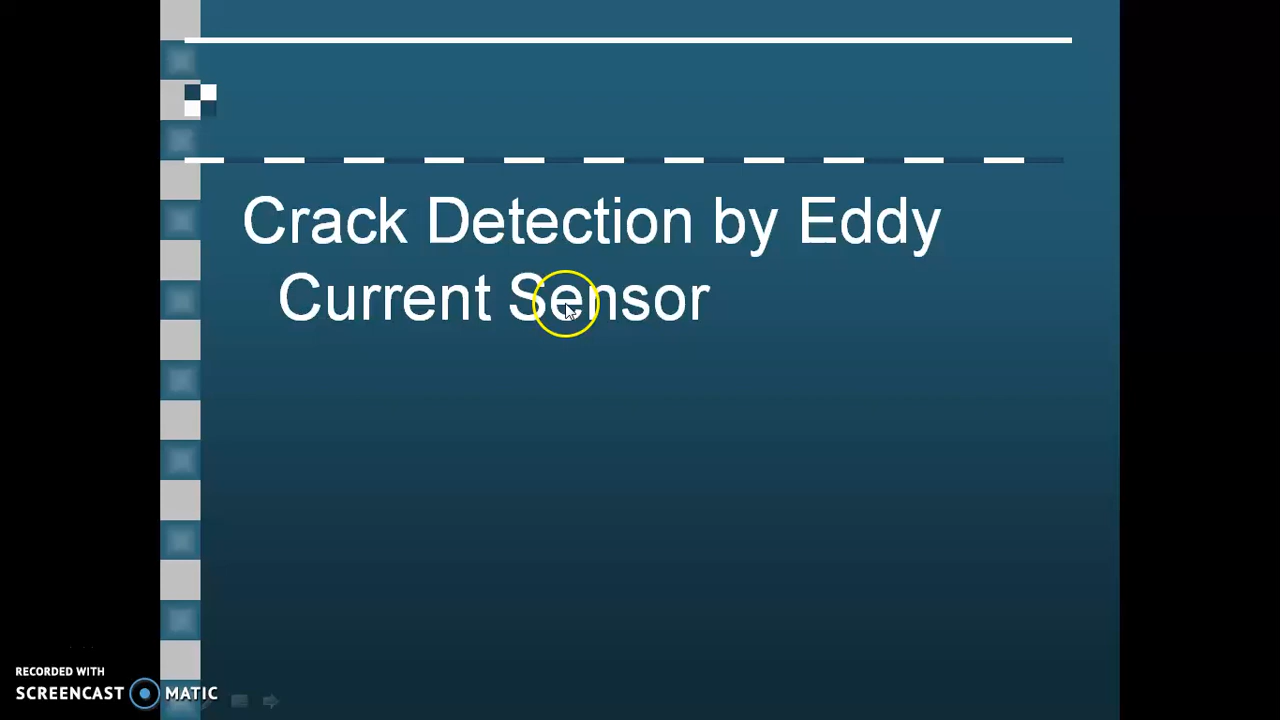 Crack Detection by Eddy
Current Sensor
RECORDED WITH
SCREENCAST MATIC